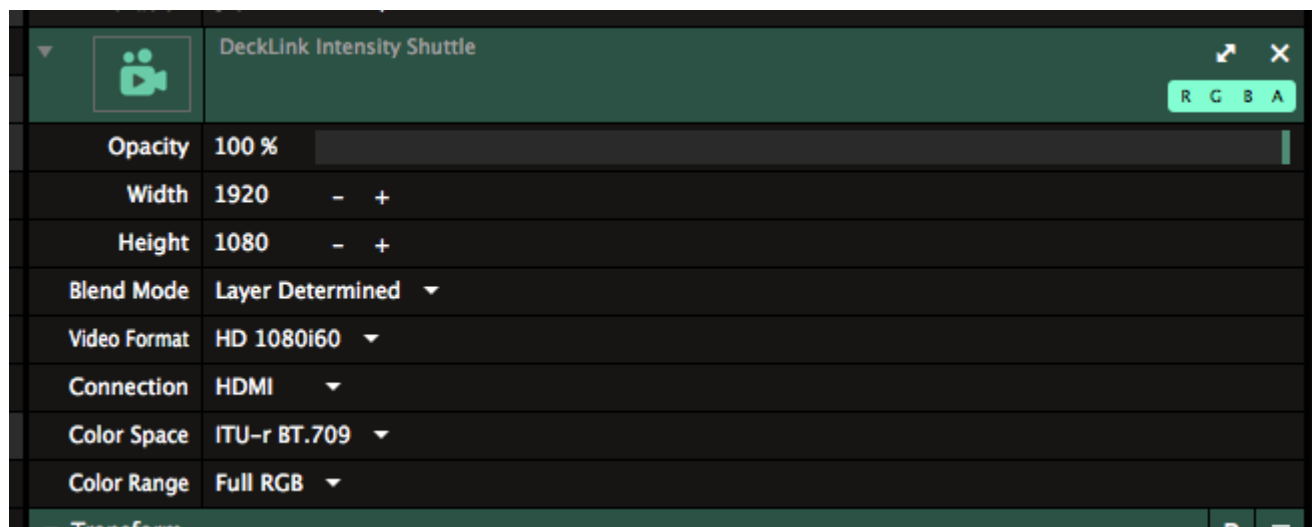 DeckLink Intensity Shuttle
R G B A
Opacity 100 %
Width 1920 - +
Height 1080 - +
Blend Mode Layer Determined
Video Format HD 1080i60
Connection HDMI
Color Space ITU-r BT.709
Color Range Full RGB